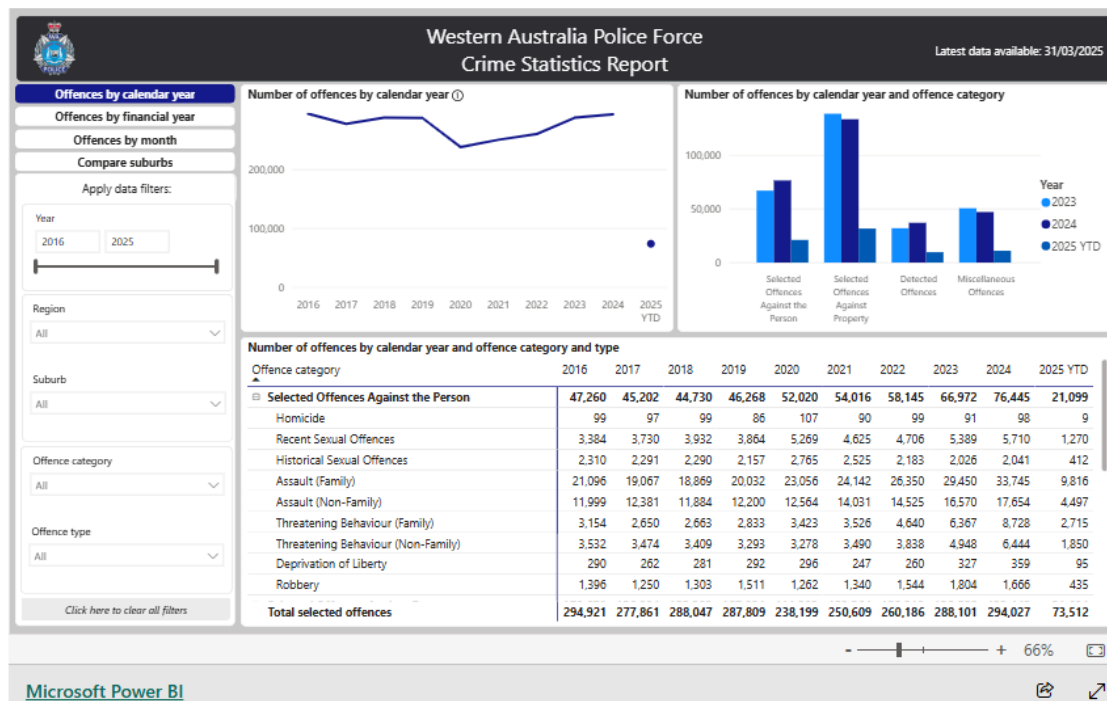 Western Australia Police Force
Crime Statistics Report
Latest data available: 31/03/2025
POLICE
Offences by calendar year
Offences by financial year
Offences by month
Compare suburbs
Apply data filters:
Year
2016 2025
Region
All
Suburb
All
Offence category
All
Offence type
All
Click here to clear all filters
Number of offences by calendar year
200,000
100,000
0
2016 2017 2018 2019 2020 2021 2022 2023 2024 2025
YTD
Number of offences by calendar year and offence category
100,000
50,000
0
Selected Offences Against the Person
Selected Offences Against Property
Detected Offences
Miscellaneous Offences
Year
2023
2024
2025 YTD
Number of offences by calendar year and offence category and type
Offence category 2016 2017 2018 2019 2020 2021 2022 2023 2024 2025 YTD
Selected Offences Against the Person 47,260 45,202 44,730 46,268 52,020 54,016 58,145 66,972 76,445 21,099
Homicide 99 97 99 86 107 90 99 91 98 9
Recent Sexual Offences 3,384 3,730 3,932 3,864 5,269 4,625 4,706 5,389 5,710 1,270
Historical Sexual Offences 2,310 2,291 2,290 2,157 2,765 2,525 2,183 2,026 2,041 412
Assault (Family) 21,096 19,067 18,869 20,032 23,056 24,142 26,350 29,450 33,745 9,816
Assault (Non-Family) 11,999 12,381 11,884 12,200 12,564 14,031 14,525 16,570 17,654 4,497
Threatening Behaviour (Family) 3,154 2,650 2,663 2,833 3,423 3,526 4,640 6,367 8,728 2,715
Threatening Behaviour (Non-Family) 3,532 3,474 3,409 3,293 3,278 3,490 3,838 4,948 6,444 1,850
Deprivation of Liberty 290 262 281 292 296 247 260 327 359 95
Robbery 1,396 1,250 1,303 1,511 1,262 1,340 1,544 1,804 1,666 435
Total selected offences 294,921 277,861 288,047 287,809 238,199 250,609 260,186 288,101 294,027 73,512
- + 66%
Microsoft Power BI